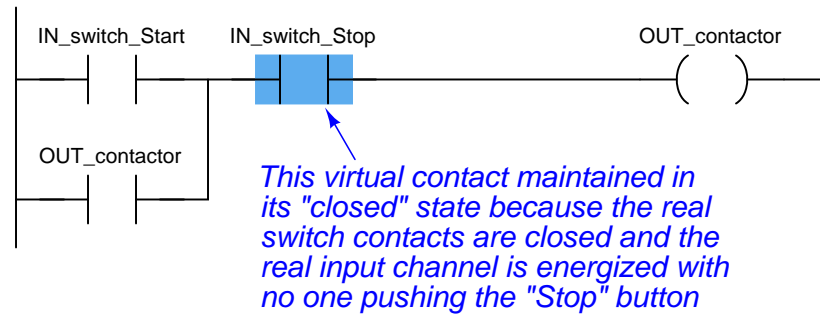 IN_switch_Start
IN_switch_Stop
OUT_contactor
OUT_contactor
This virtual contact maintained in
its "closed" state because the real
switch contacts are closed and the
real input channel is energized with
no one pushing the "Stop" button